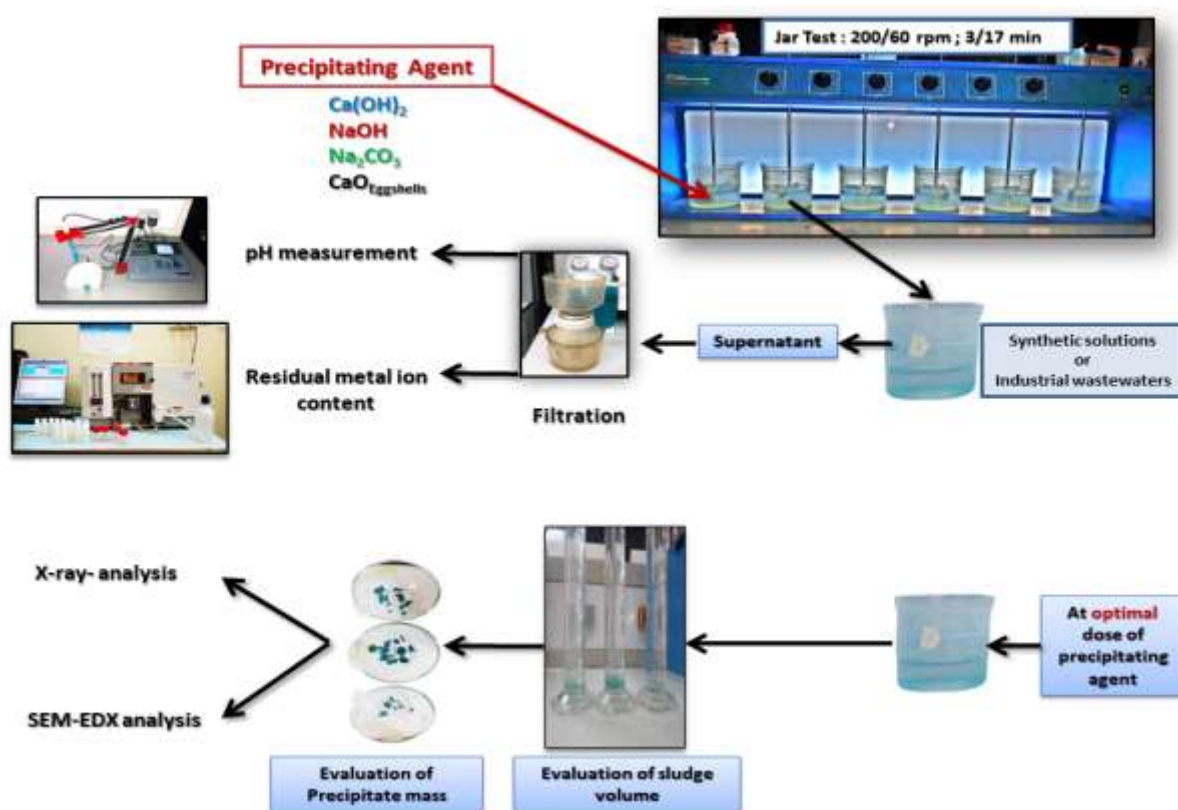 Jar Test : 200/60 rpm ; 3/17 min
Precipitating Agent
Ca(OH)₂
NaOH
Na₂CO₃
CaO_Eggshells
pH measurement
Supernatant
Synthetic solutions
or
Industrial wastewaters
Residual metal ion
content
Filtration
X-ray- analysis
At optimal
dose of
precipitating
agent
SEM-EDX analysis
Evaluation of
Precipitate mass
Evaluation of sludge
volume